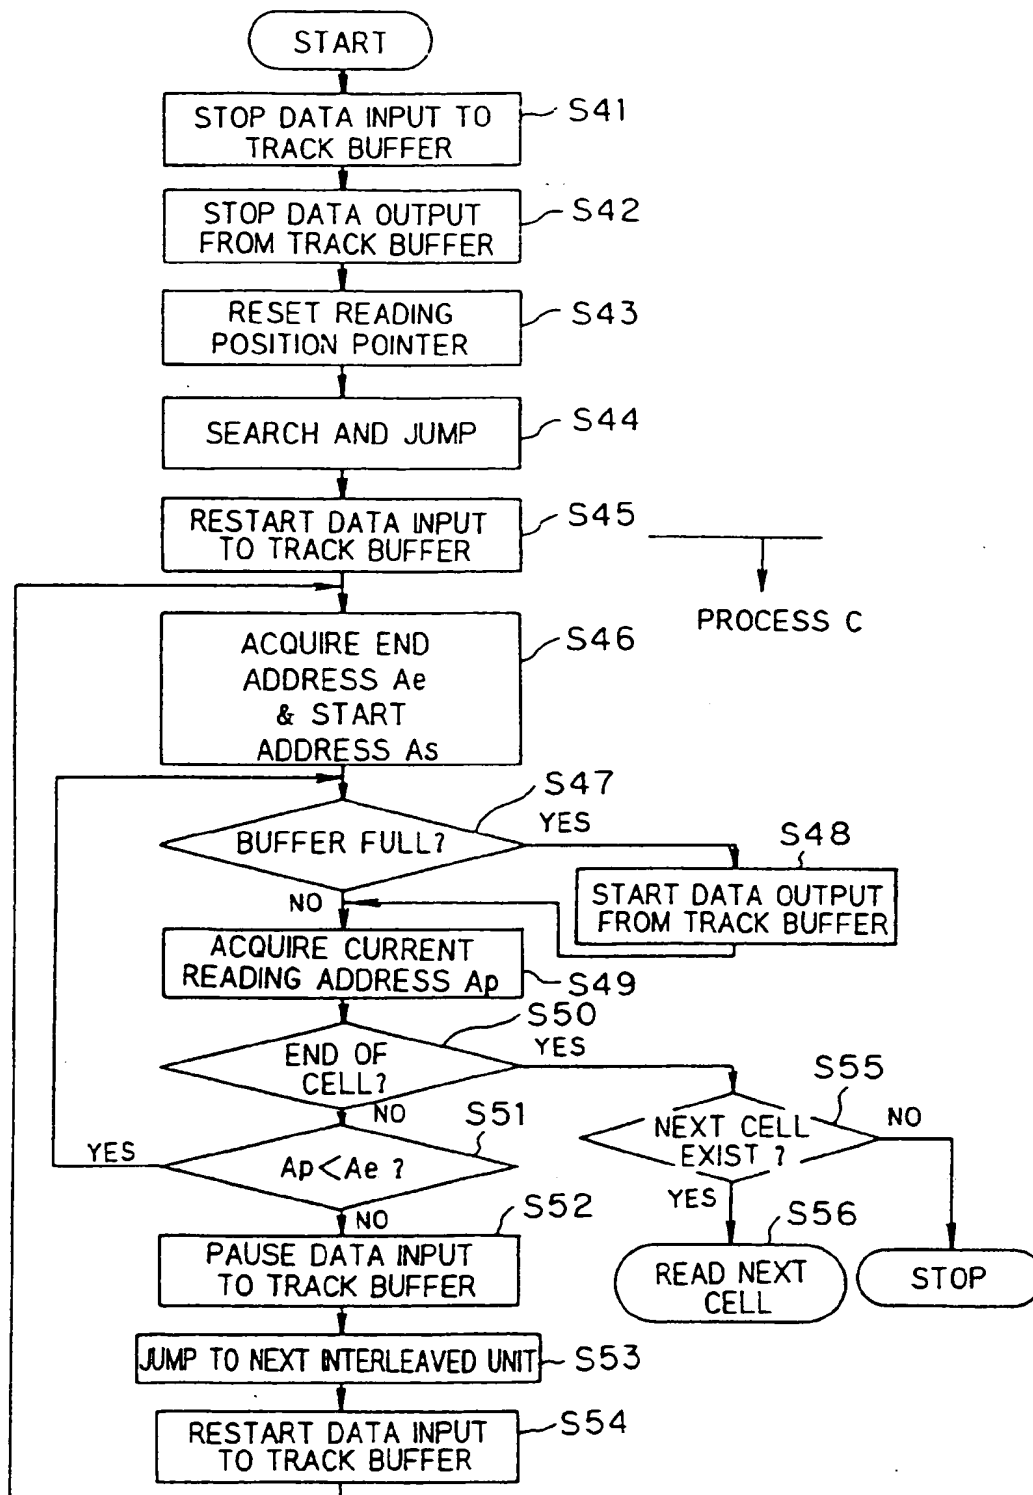 START
STOP DATA INPUT TO
TRACK BUFFER
S41
STOP DATA OUTPUT
FROM TRACK BUFFER
S42
RESET READING
POSITION POINTER
S43
SEARCH AND JUMP
S44
RESTART DATA INPUT
TO TRACK BUFFER
S45
PROCESS C
ACQUIRE END
ADDRESS Ae
& START
ADDRESS As
S46
BUFFER FULL?
S47
YES
NO
START DATA OUTPUT
FROM TRACK BUFFER
S48
ACQUIRE CURRENT
READING ADDRESS Ap
S49
END OF
CELL?
S50
YES
NO
Ap<Ae ?
S51
YES
NO
NEXT CELL
EXIST ?
S55
NO
YES
PAUSE DATA INPUT
TO TRACK BUFFER
S52
READ NEXT
CELL
S56
STOP
JUMP TO NEXT INTERLEAVED UNIT
S53
RESTART DATA INPUT
TO TRACK BUFFER
S54